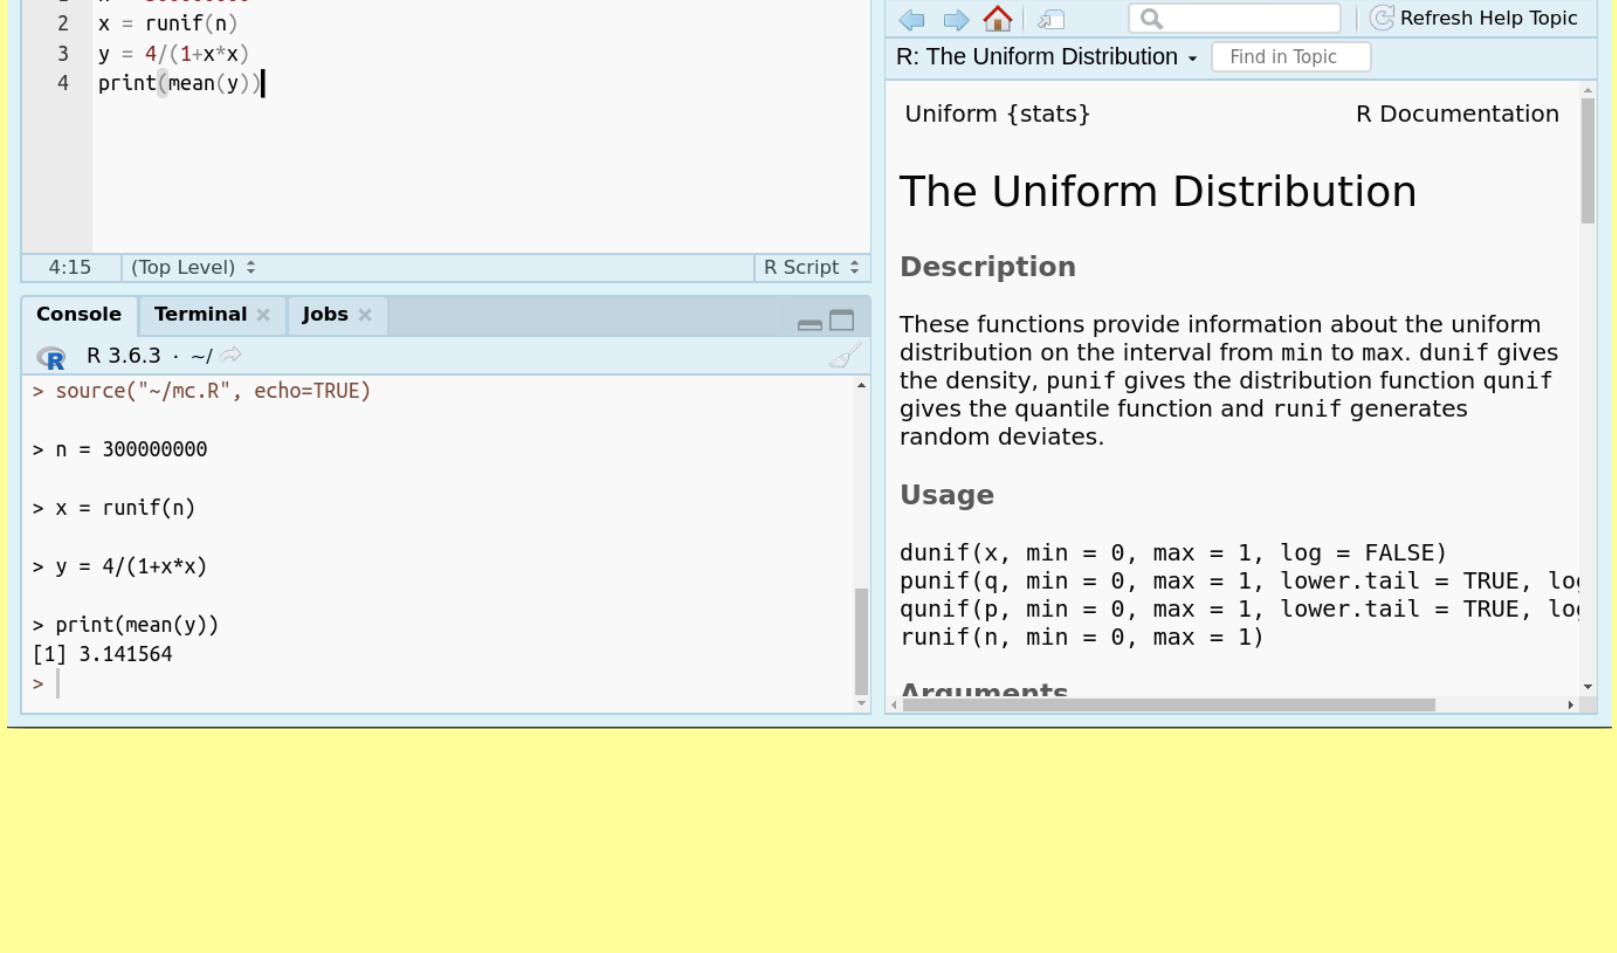 2 x = runif(n)
3 y = 4/(1+x*x)
4 print(mean(y))
4:15 (Top Level) R Script
Console Terminal Jobs
R 3.6.3 · ~/
> source("~/mc.R", echo=TRUE)
> n = 300000000
> x = runif(n)
> y = 4/(1+x*x)
> print(mean(y))
[1] 3.141564
>
Refresh Help Topic
R: The Uniform Distribution Find in Topic
Uniform {stats} R Documentation
The Uniform Distribution
Description
These functions provide information about the uniform
distribution on the interval from min to max. dunif gives
the density, punif gives the distribution function qunif
gives the quantile function and runif generates
random deviates.
Usage
dunif(x, min = 0, max = 1, log = FALSE)
punif(q, min = 0, max = 1, lower.tail = TRUE,
qunif(p, min = 0, max = 1, lower.tail = TRUE,
runif(n, min = 0, max = 1)
Arguments